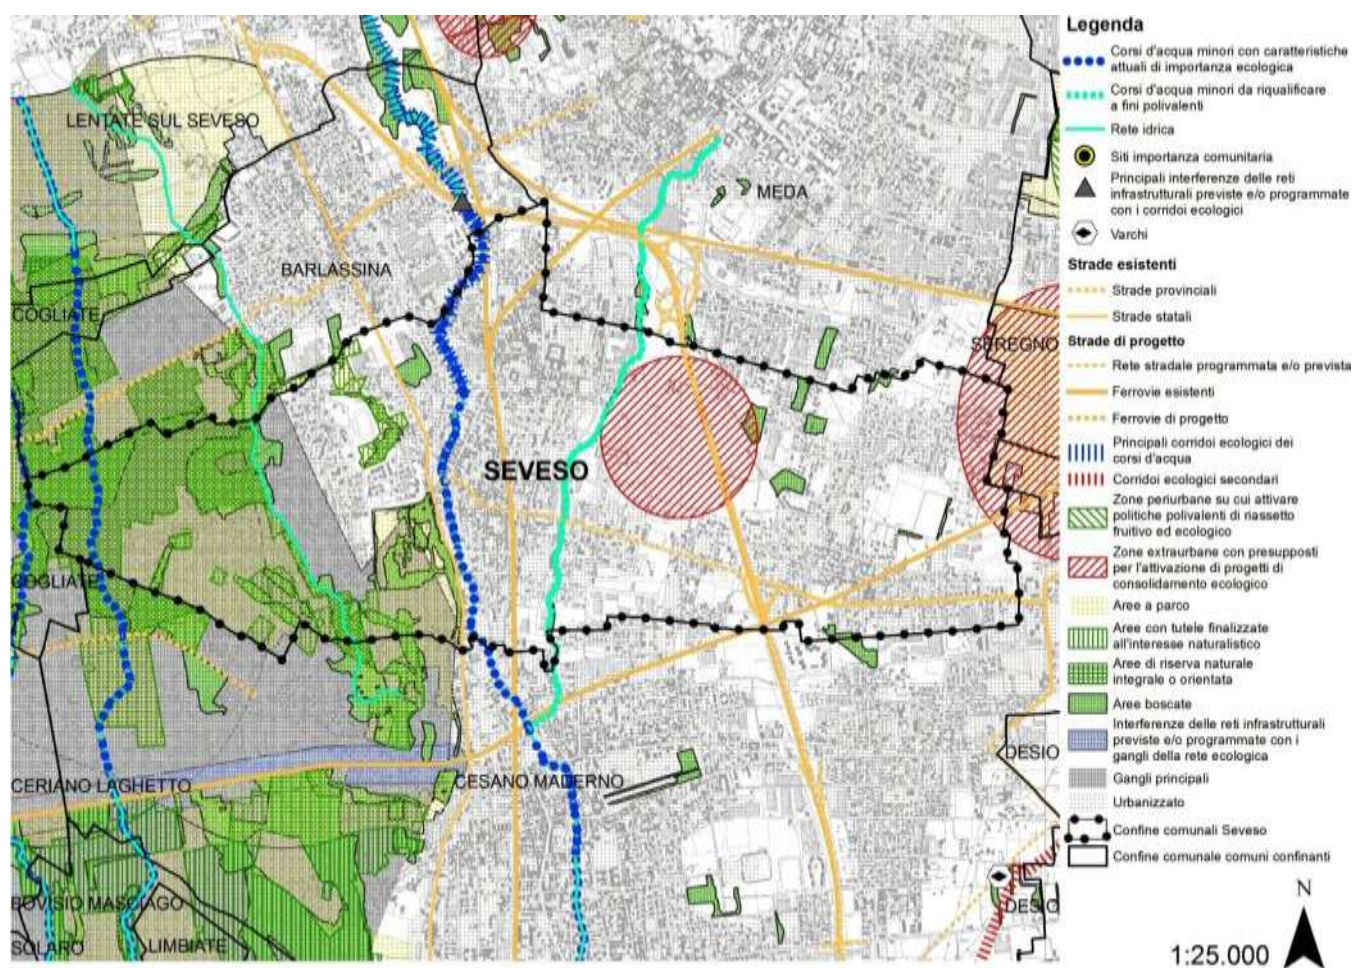 Legenda
Corsi d'acqua minori con caratteristiche
attuali di importanza ecologica
Corsi d'acqua minori da riqualificare
a fini polivalenti
Rete idrica
Siti importanza comunitaria
Principali interferenze delle reti
infrastrutturali previste e/o programmate
con i corridoi ecologici
Varchi
Strade esistenti
Strade provinciali
Strade statali
Strade di progetto
Rete stradale programmata e/o prevista
Ferrovie esistenti
Ferrovie di progetto
Principali corridoi ecologici dei
corsi d'acqua
Corridoi ecologici secondari
Zone periurbane su cui attivare
politiche polivalenti di riassetto
fruitivo ed ecologico
Zone extraurbane con presupposti
per l'attivazione di progetti di
consolidamento ecologico
Aree a parco
Aree con tutele finalizzate
all'interesse naturalistico
Aree di riserva naturale
integrale o orientata
Aree boscate
Interferenze delle reti infrastrutturali
previste e/o programmate con i
gangli della rete ecologica
Gangli principali
Urbanizzato
Confine comunali Seveso
Confine comunale comuni confinanti
N
1:25.000
LENTATE SUL SEVESO
MEDA
BARLASSINA
COGLIATE
SEREGNO
SEVESO
COGLIATE
DESIO
CERIANO LAGHETTO
CESANO MADERNO
BOVISIO MASCIAGO
DESIO
SOLARO
LIMBIATE